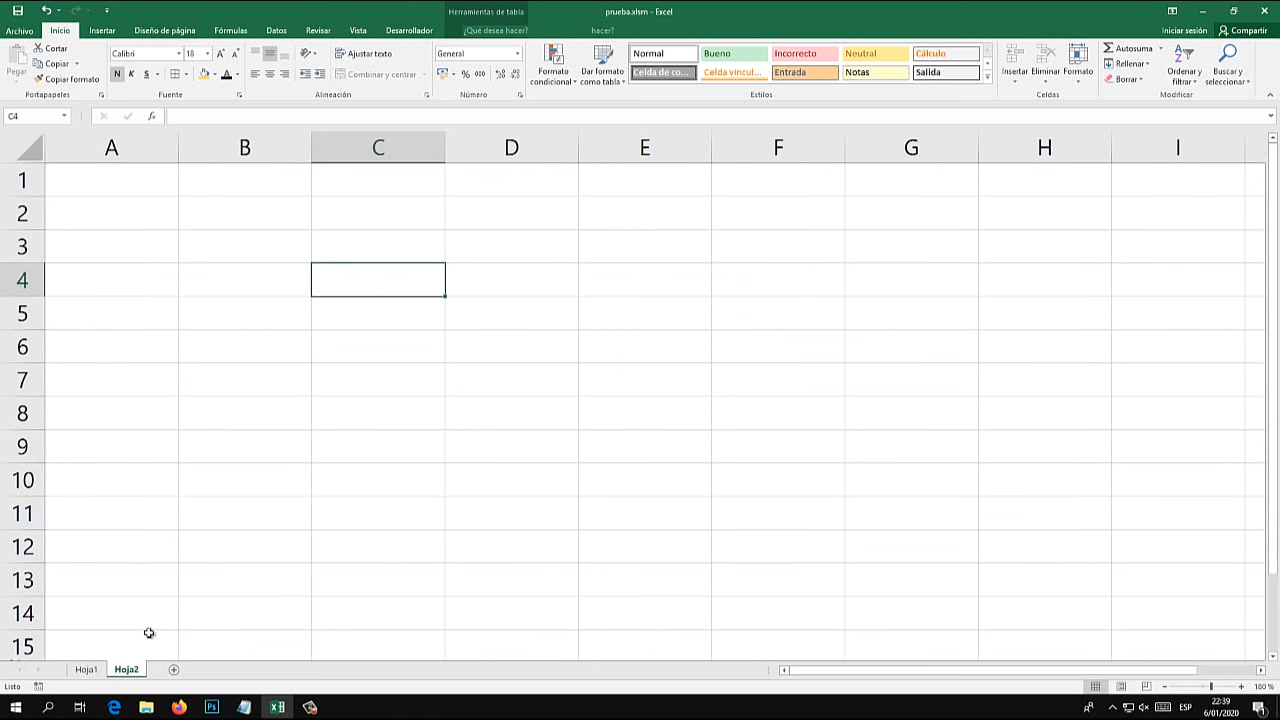 Herramientas de tabla
prueba.xlsm - Excel
Archivo Inicio Insertar Diseño de página Fórmulas Datos Revisar Vista Desarrollador ¿Qué desea hacer? hacer? Iniciar sesión Compartir
Pegar
Cortar
Copiar
Copiar formato
Portapapeles
Calibri 18
N K S
Fuente
Ajustar texto
Combinar y centrar
Alineación
General
% 000
Número
Formato condicional
Dar formato como tabla
Normal Bueno Incorrecto Neutral Cálculo
Celda de co... Celda vincul... Entrada Notas Salida
Estilos
Insertar Eliminar Formato
Celdas
Autosuma
Rellenar
Borrar
Ordenar y filtrar
Buscar y seleccionar
Modificar
C4 fx
A B C D E F G H I
1
2
3
4
5
6
7
8
9
10
11
12
13
14
15
Hoja1 Hoja2
Listo 180 %
ESP
22:39
6/01/2020